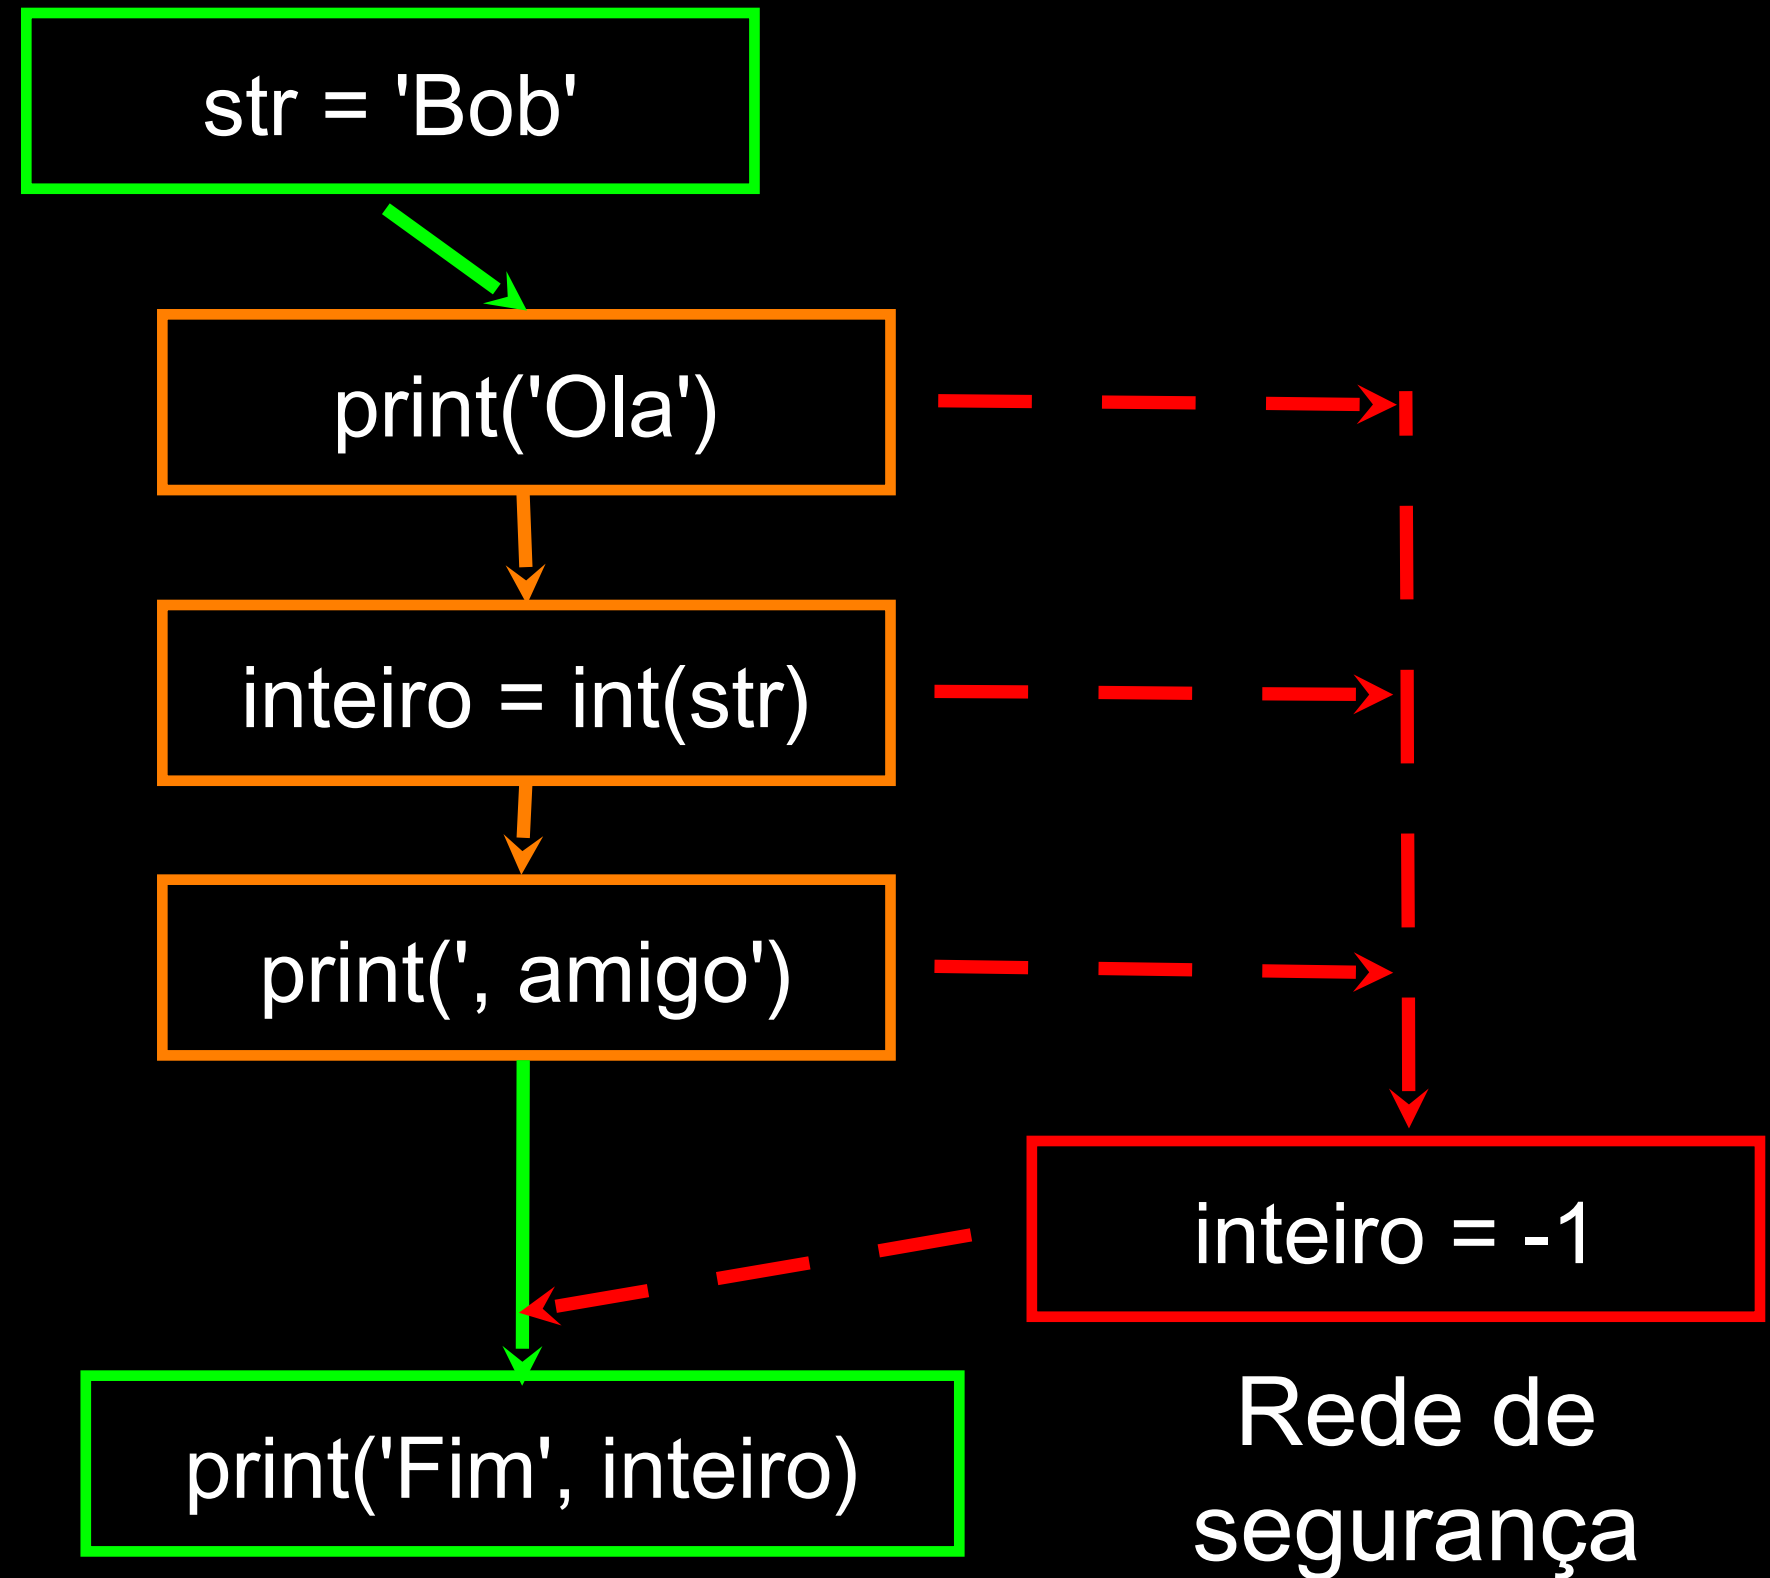 str = 'Bob'
print('Ola')
inteiro = int(str)
print(', amigo')
inteiro = -1
print('Fim', inteiro)
Rede de
segurança